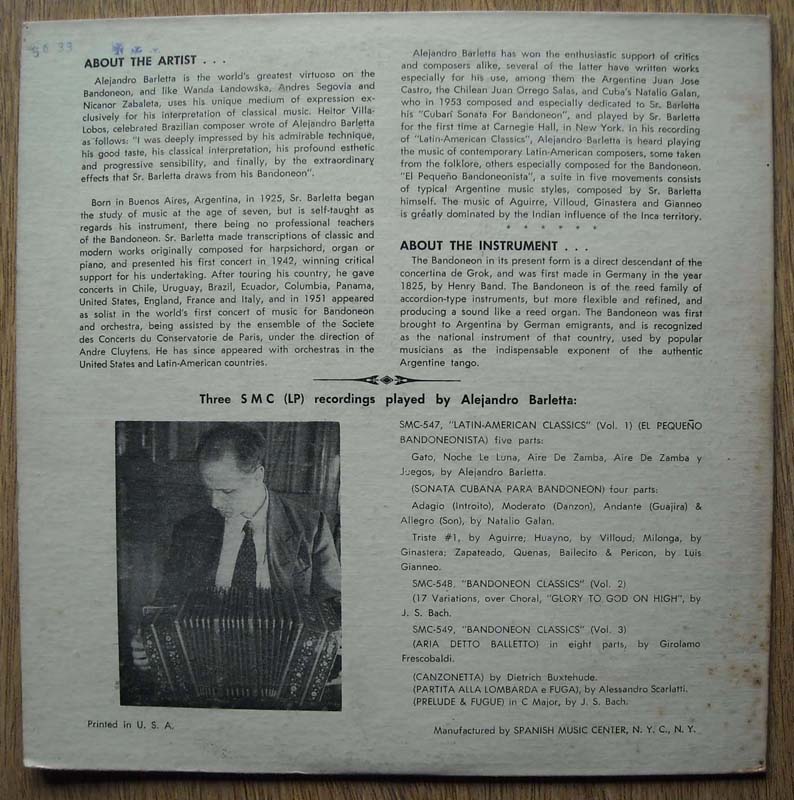 56 33
ABOUT THE ARTIST . . .
Alejandro Barletta is the world's greatest virtuoso on the
Bandoneon, and like Wanda Landowska, Andres Segovia and
Nicanor Zabaleta, uses his unique medium of expression ex-
clusively for his interpretation of classical music. Heitor Villa-
Lobos, celebrated Brazilian composer wrote of Alejandro Barletta
as follows: "I was deeply impressed by his admirable technique,
his good taste, his classical interpretation, his profound esthetic
and progressive sensibility, and finally, by the extraordinary
effects that Sr. Barletta draws from his Bandoneon".
Born in Buenos Aires, Argentina, in 1925, Sr. Barletta began
the study of music at the age of seven, but is self-taught as
regards his instrument, there being no professional teachers
of the Bandoneon. Sr. Barletta made transcriptions of classic and
modern works originally composed for harpsichord, organ or
piano, and presented his first concert in 1942, winning critical
support for his undertaking. After touring his country, he gave
concerts in Chile, Uruguay, Brazil, Ecuador, Columbia, Panama,
United States, England, France and Italy, and in 1951 appeared
as solist in the world's first concert of music for Bandoneon
and orchestra, being assisted by the ensemble of the Societe
des Concerts du Conservatorie de Paris, under the direction of
Andre Cluytens. He has since appeared with orchestras in the
United States and Latin-American countries.
Alejandro Barletta has won the enthusiastic support of critics
and composers alike, several of the latter have written works
especially for his use, among them the Argentine Juan Jose
Castro, the Chilean Juan Orrego Salas, and Cuba's Natalio Galan,
who in 1953 composed and especially dedicated to Sr. Barletta
his "Cubari Sonata For Bandoneon", and played by Sr. Barletta
for the first time at Carnegie Hall, in New York. In his recording
of "Latin-American Classics", Alejandro Barletta is heard playing
the music of contemporary Latin-American composers, some taken
from the folklore, others especially composed for the Bandoneon.
"El Pequeño Bandoneonista", a suite in five movements consists
of typical Argentine music styles, composed by Sr. Barletta
himself. The music of Aguirre, Villoud, Ginastera and Gianneo
is greatly dominated by the Indian influence of the Inca territory.
* * * * * *
ABOUT THE INSTRUMENT . . .
The Bandoneon in its present form is a direct descendant of the
concertina de Grok, and was first made in Germany in the year
1825, by Henry Band. The Bandoneon is of the reed family of
accordion-type instruments, but more flexible and refined, and
producing a sound like a reed organ. The Bandoneon was first
brought to Argentina by German emigrants, and is recognized
as the national instrument of that country, used by popular
musicians as the indispensable exponent of the authentic
Argentine tango.
Three S M C (LP) recordings played by Alejandro Barletta:
SMC-547, "LATIN-AMERICAN CLASSICS" (Vol. 1) (EL PEQUEÑO
BANDONEONISTA) five parts:
Gato, Noche Le Luna, Aire De Zamba, Aire De Zamba y
Juegos, by Alejandro Barletta.
(SONATA CUBANA PARA BANDONEON) four parts:
Adagio (Introito), Moderato (Danzon), Andante (Guajira) &
Allegro (Son), by Natalio Galan.
Triste #1, by Aguirre; Huayno, by Villoud; Milonga, by
Ginastera; Zapateado, Quenas, Bailecito & Pericon, by Luis
Gianneo.
SMC-548, "BANDONEON CLASSICS" (Vol. 2)
(17 Variations, over Choral, "GLORY TO GOD ON HIGH", by
J. S. Bach.
SMC-549, "BANDONEON CLASSICS" (Vol. 3)
(ARIA DETTO BALLETTO) in eight parts, by Girolamo
Frescobaldi.
(CANZONETTA) by Dietrich Buxtehude.
(PARTITA ALLA LOMBARDA e FUGA), by Alessandro Scarlatti.
(PRELUDE & FUGUE) in C Major, by J. S. Bach.
Printed in U. S. A.
Manufactured by SPANISH MUSIC CENTER, N. Y. C., N. Y.